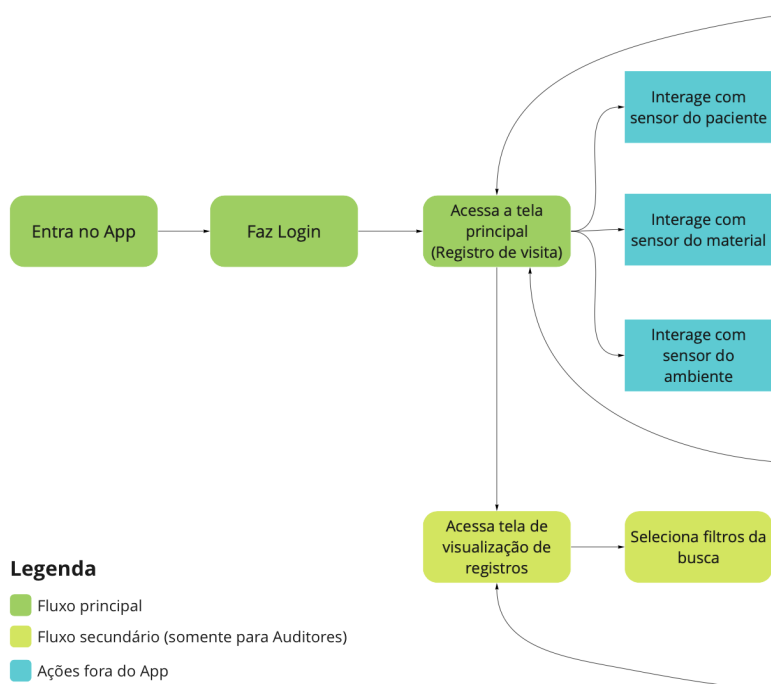 Interage com
sensor do paciente
Entra no App
Faz Login
Acessa a tela
principal
(Registro de visita)
Interage com
sensor do material
Interage com
sensor do
ambiente
Acessa tela de
visualização de
registros
Seleciona filtros da
busca
Legenda
Fluxo principal
Fluxo secundário (somente para Auditores)
Ações fora do App